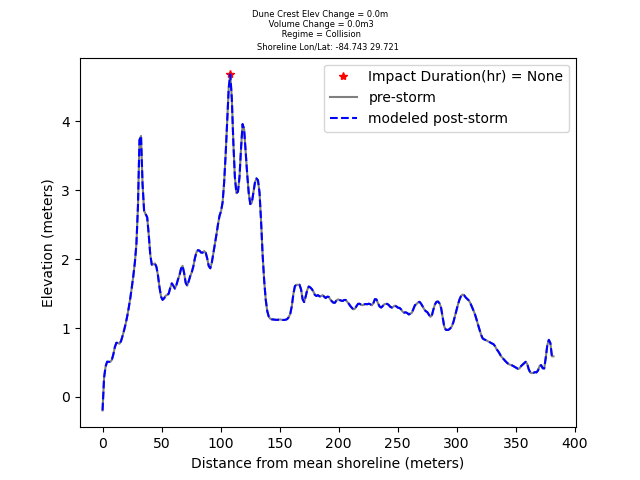 Dune Crest Elev Change = 0.0m
Volume Change = 0.0m3
Regime = Collision
Shoreline Lon/Lat: -84.743 29.721
Impact Duration(hr) = None
pre-storm
modeled post-storm
Elevation (meters)
4
3
2
1
0
0 50 100 150 200 250 300 350 400
Distance from mean shoreline (meters)